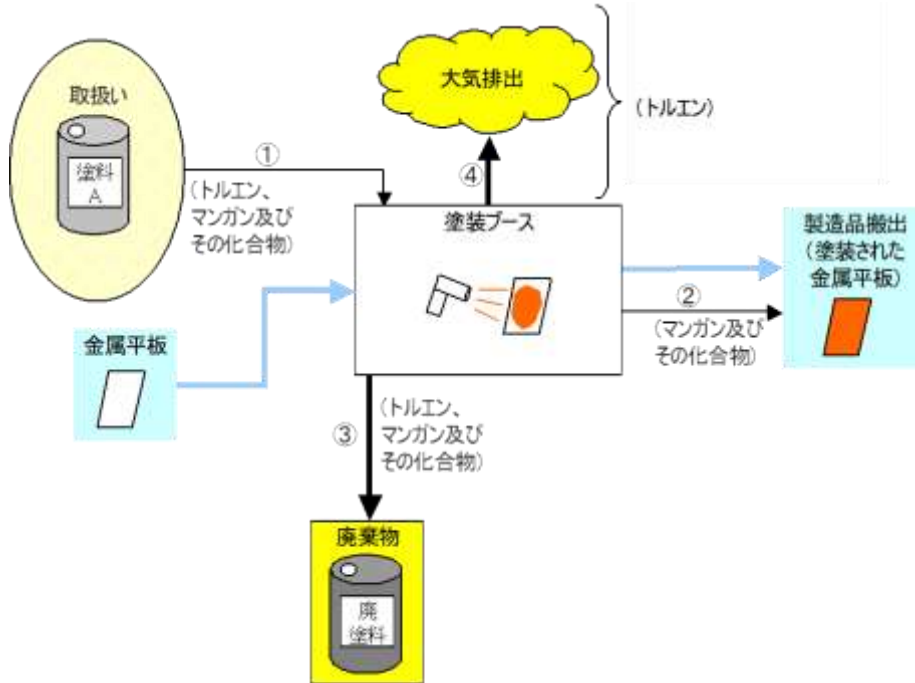 取扱い
塗料
A
①
(トルエン、
マンガン及び
その化合物)
大気排出
(トルエン)
④
塗装ブース
製造品搬出
(塗装された
金属平板)
②
(マンガン及び
その化合物)
金属平板
③
(トルエン、
マンガン及び
その化合物)
廃棄物
廃
塗料